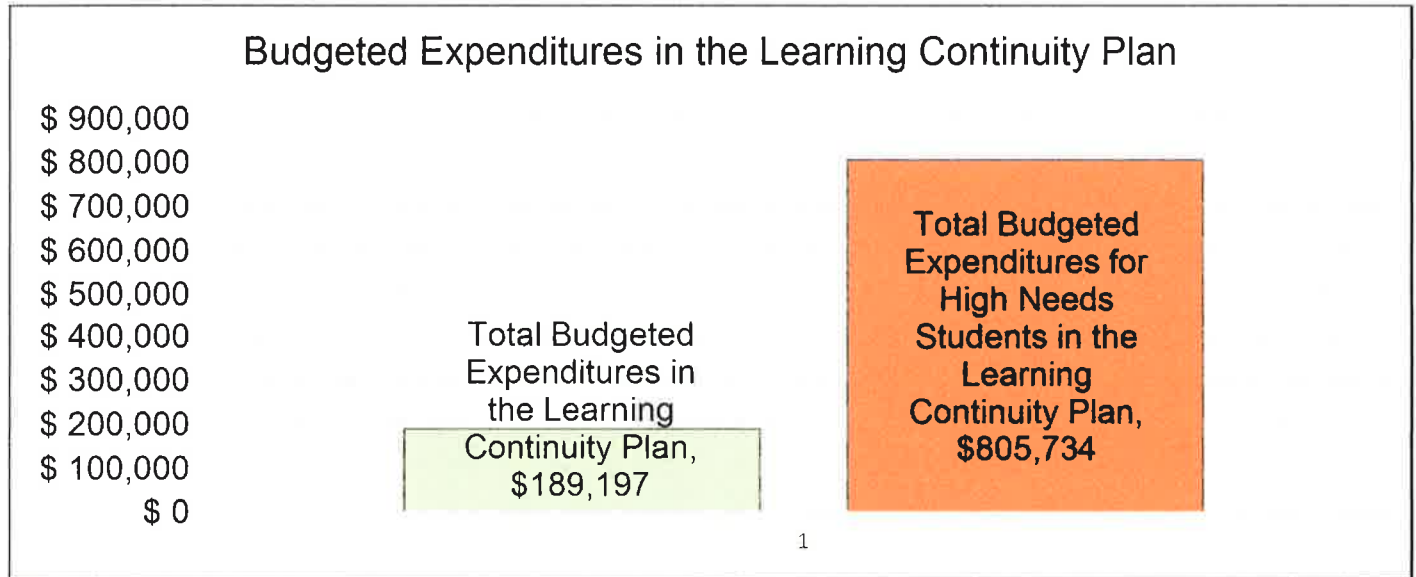 Budgeted Expenditures in the Learning Continuity Plan
$ 900,000
$ 800,000
$ 700,000
$ 600,000
$ 500,000
$ 400,000
$ 300,000
$ 200,000
$ 100,000
$ 0
Total Budgeted
Expenditures in
the Learning
Continuity Plan,
$189,197
Total Budgeted
Expenditures for
High Needs
Students in the
Learning
Continuity Plan,
$805,734
1